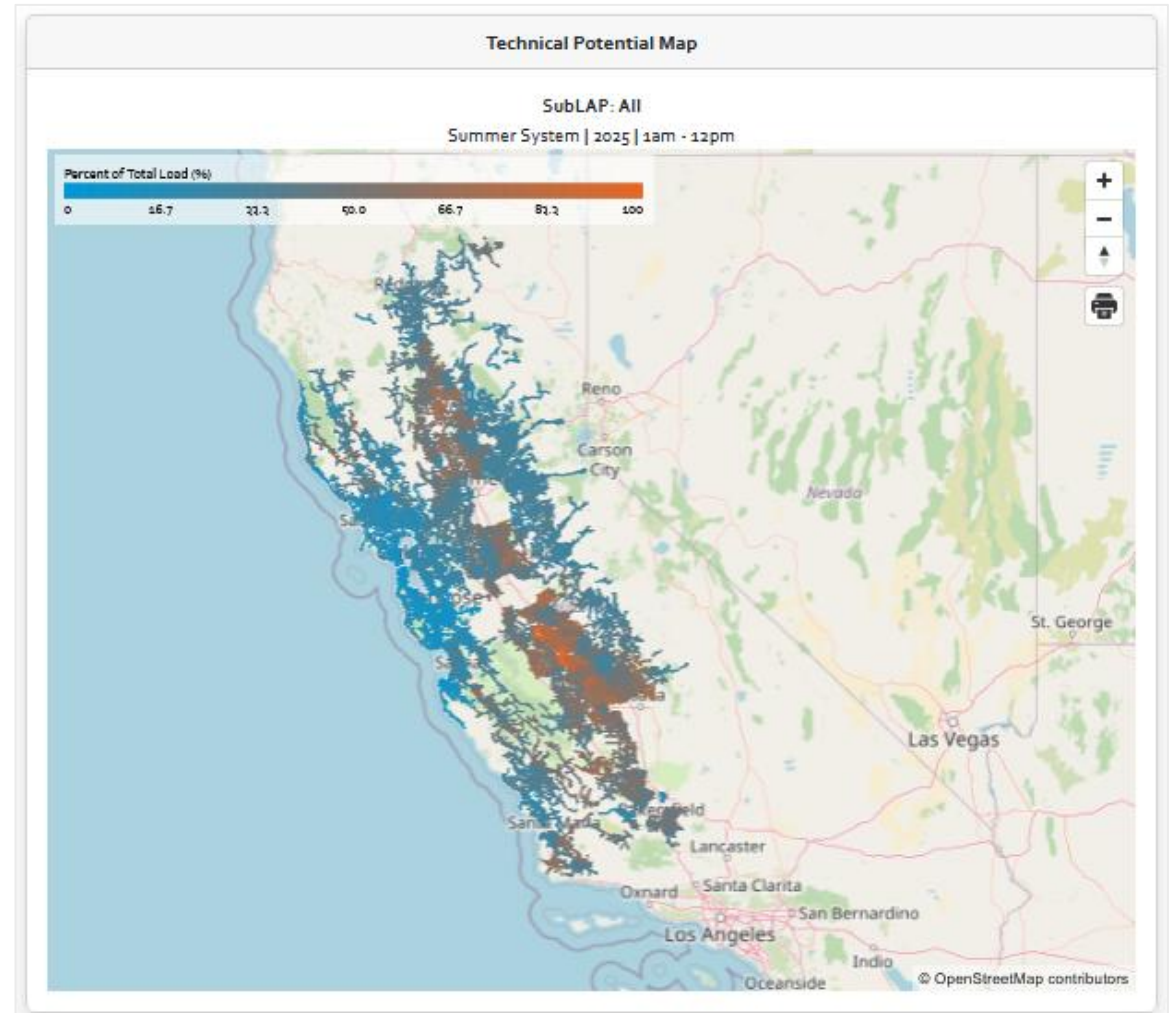 Technical Potential Map
SubLAP: All
Summer System | 2025 | 1am - 12pm
Percent of Total Load (%)
0 16.7 33.3 50.0 66.7 83.3 100
+
−
Reno
Carson
City
Nevada
St. George
Las Vegas
Lancaster
Oxnard
Santa Clarita
San Bernardino
Los Angeles
Indio
Oceanside
© OpenStreetMap contributors